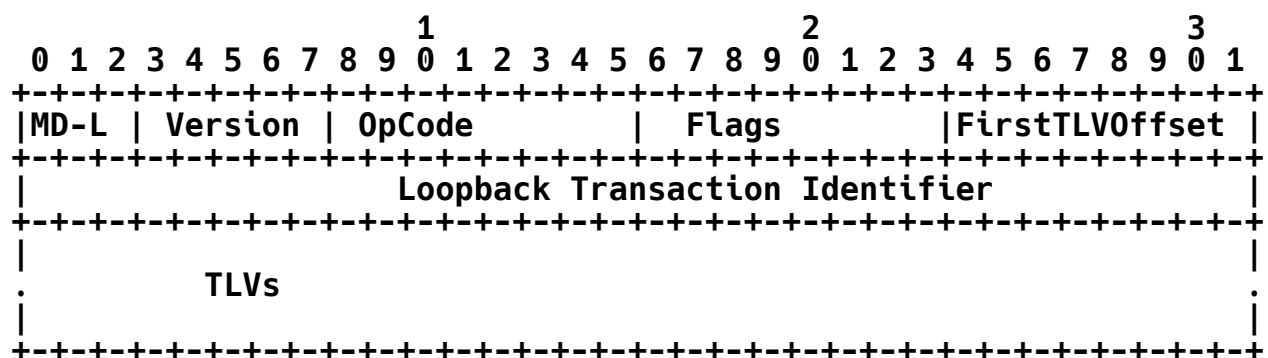 1                   2                   3
 0 1 2 3 4 5 6 7 8 9 0 1 2 3 4 5 6 7 8 9 0 1 2 3 4 5 6 7 8 9 0 1
+-+-+-+-+-+-+-+-+-+-+-+-+-+-+-+-+-+-+-+-+-+-+-+-+-+-+-+-+-+-+-+-+
|MD-L | Version | OpCode        |  Flags        |FirstTLVOffset |
+-+-+-+-+-+-+-+-+-+-+-+-+-+-+-+-+-+-+-+-+-+-+-+-+-+-+-+-+-+-+-+-+
|                   Loopback Transaction Identifier             |
+-+-+-+-+-+-+-+-+-+-+-+-+-+-+-+-+-+-+-+-+-+-+-+-+-+-+-+-+-+-+-+-+
|                                                               |
.         TLVs                                                  .
|                                                               |
+-+-+-+-+-+-+-+-+-+-+-+-+-+-+-+-+-+-+-+-+-+-+-+-+-+-+-+-+-+-+-+-+